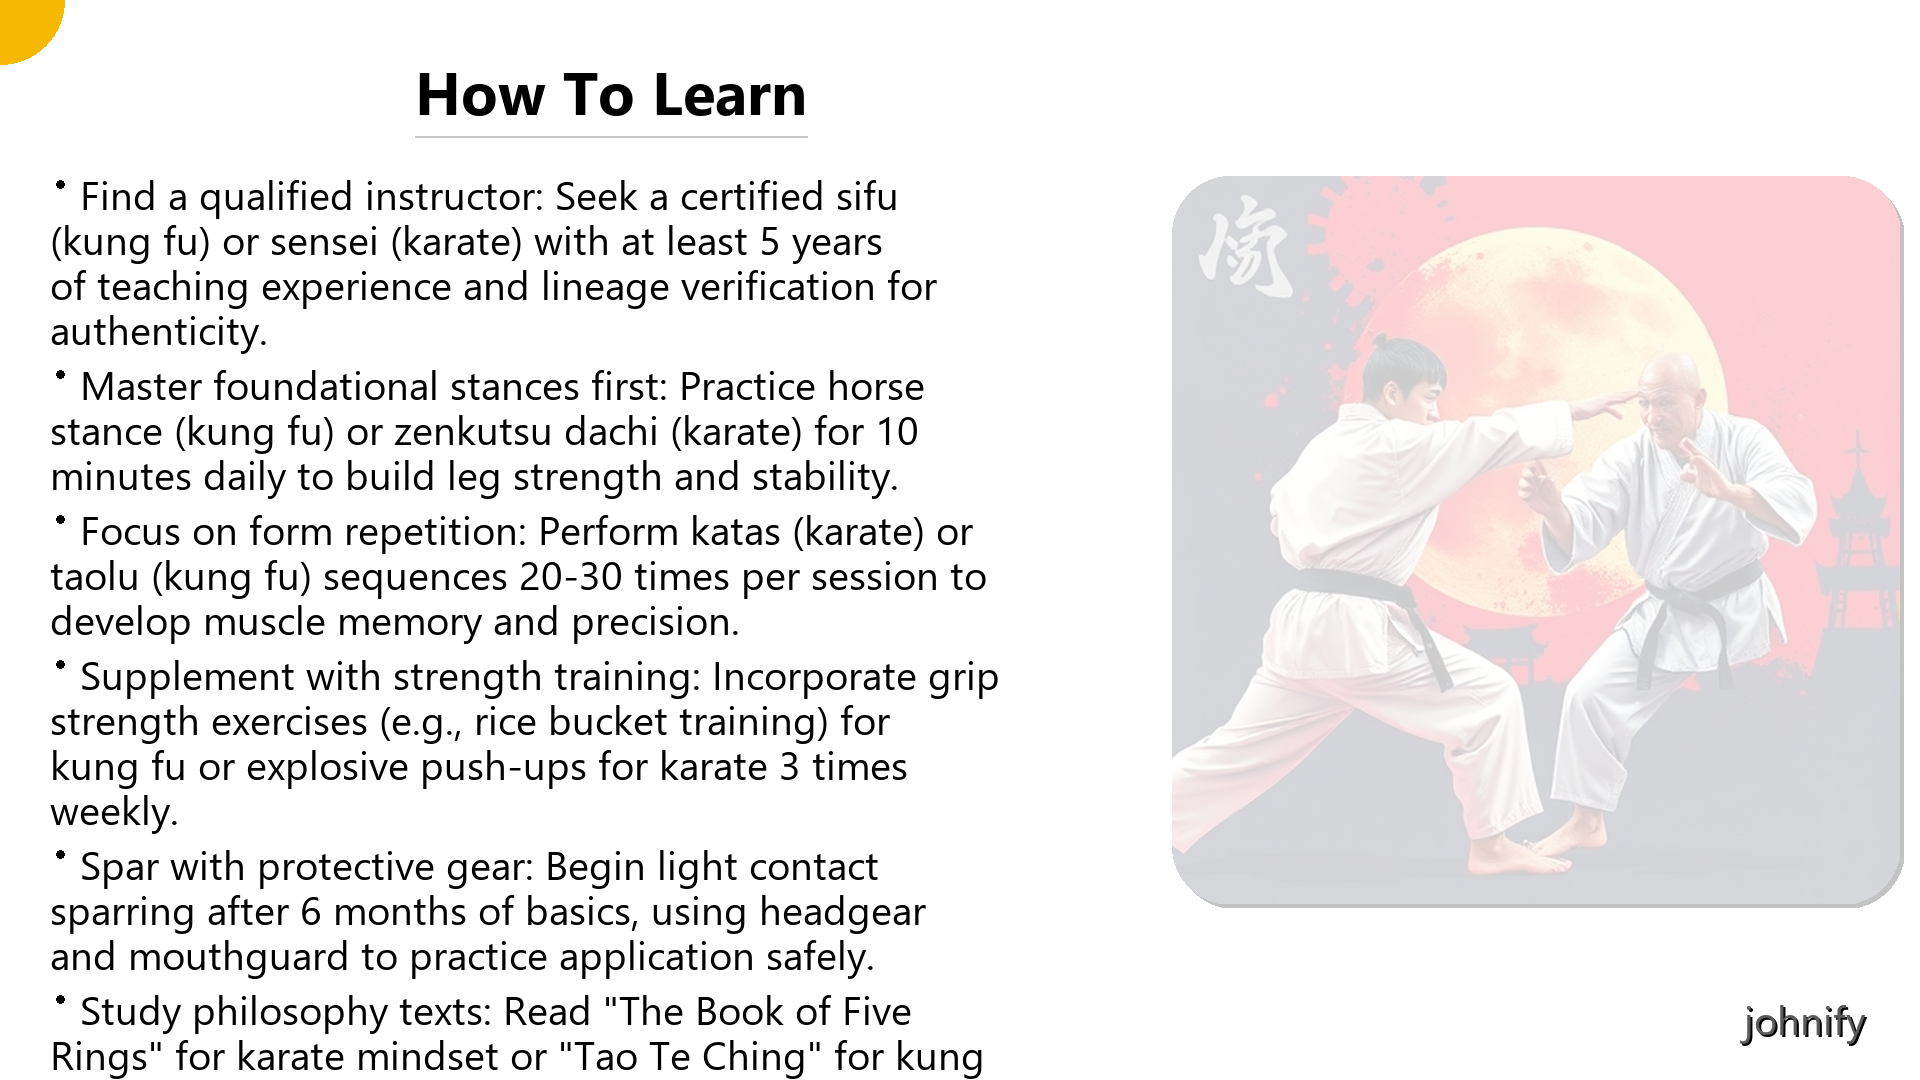 How To Learn
• Find a qualified instructor: Seek a certified sifu
(kung fu) or sensei (karate) with at least 5 years
of teaching experience and lineage verification for
authenticity.
• Master foundational stances first: Practice horse
stance (kung fu) or zenkutsu dachi (karate) for 10
minutes daily to build leg strength and stability.
• Focus on form repetition: Perform katas (karate) or
taolu (kung fu) sequences 20-30 times per session to
develop muscle memory and precision.
• Supplement with strength training: Incorporate grip
strength exercises (e.g., rice bucket training) for
kung fu or explosive push-ups for karate 3 times
weekly.
• Spar with protective gear: Begin light contact
sparring after 6 months of basics, using headgear
and mouthguard to practice application safely.
• Study philosophy texts: Read "The Book of Five
Rings" for karate mindset or "Tao Te Ching" for kung
johnify